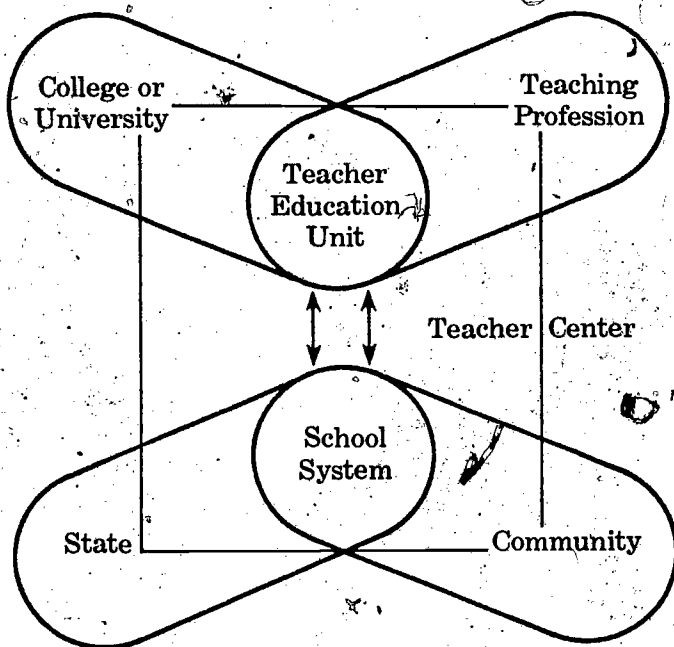 College or
University
Teaching
Profession
Teacher
Education
Unit
Teacher Center
School
System
State
Community